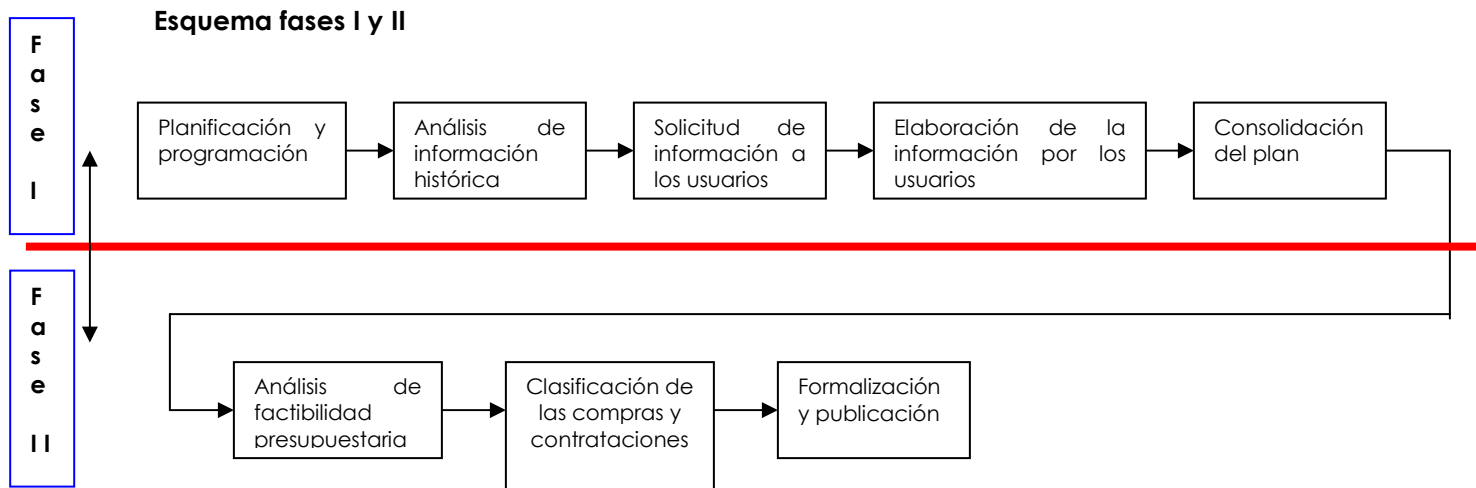 Esquema fases I y II
F
a
s
e
I
Planificación y
programación
Análisis de
información
histórica
Solicitud de
información a
los usuarios
Elaboración de la
información por los
usuarios
Consolidación
del plan
F
a
s
e
I I
Análisis de
factibilidad
presupuestaria
Clasificación de
las compras y
contrataciones
Formalización
y publicación